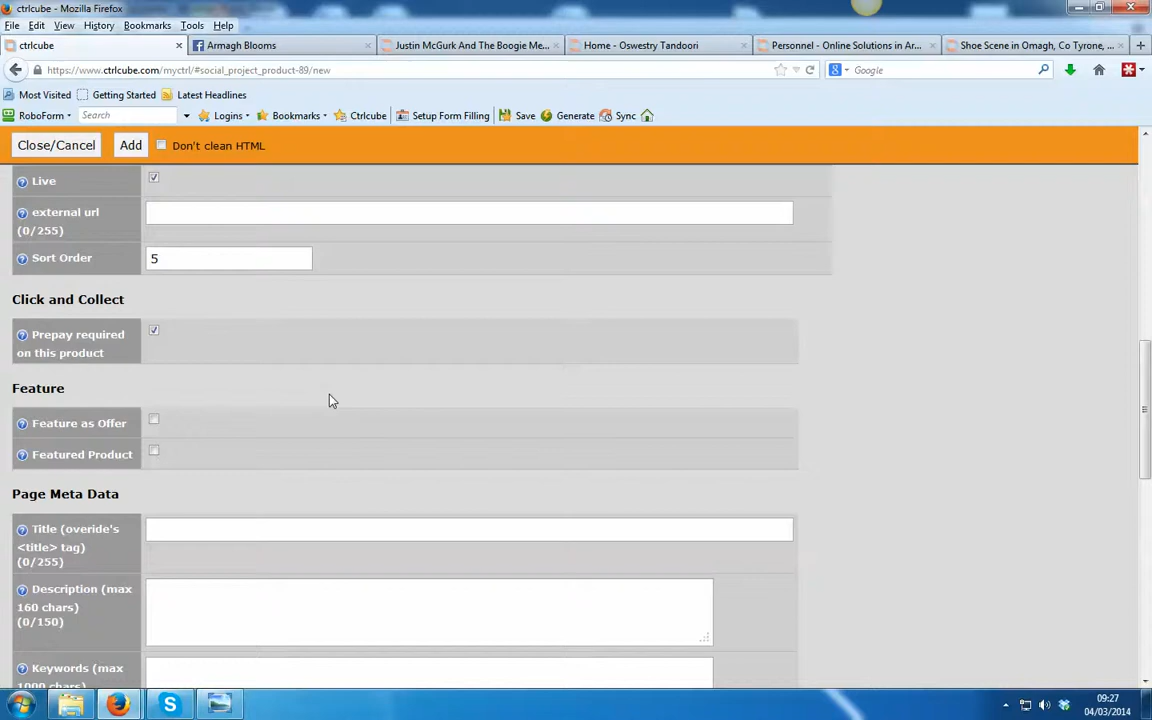 ctrlcube - Mozilla Firefox
File Edit View History Bookmarks Tools Help
ctrlcube Armagh Blooms Justin McGurk And The Boogie Me... Home - Oswestry Tandoori Personnel - Online Solutions in Ar... Shoe Scene in Omagh, Co Tyrone, ...
https://www.ctrlcube.com/myctrl/#social_project_product-89/new Google
Most Visited Getting Started Latest Headlines
RoboForm Search Logins Bookmarks Ctrlcube Setup Form Filling Save Generate Sync
Close/Cancel Add Don't clean HTML
Live
external url
(0/255)
Sort Order 5
Click and Collect
Prepay required
on this product
Feature
Feature as Offer
Featured Product
Page Meta Data
Title (overide's
<title> tag)
(0/255)
Description (max
160 chars)
(0/150)
Keywords (max
1000 chars)
09:27
04/03/2014